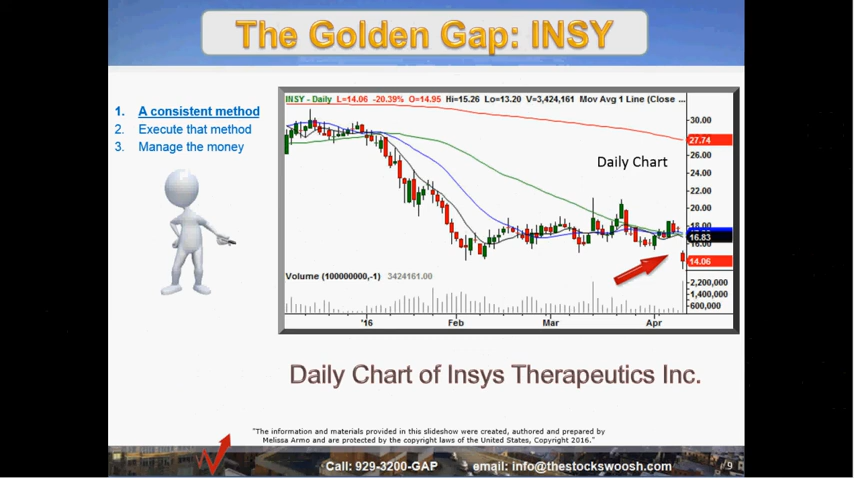 The Golden Gap: INSY
1. A consistent method
2. Execute that method
3. Manage the money
INSY - Daily L=14.06 -20.39% O=14.95 Hi=15.26 Lo=13.20 V=3,424,161 Mov Avg 1 Line (Close ...
Daily Chart
30.00
27.74
26.00
24.00
22.00
20.00
18.00
16.83
16.00
14.06
Volume (100000000,-1) 3424161.00
2,200,000
1,400,000
600,000
'16 Feb Mar Apr
Daily Chart of Insys Therapeutics Inc.
"The information and materials provided in this slideshow were created, authored and prepared by
Melissa Armo and are protected by the copyright laws of the United States, Copyright 2016."
Call: 929-3200-GAP email: info@thestockswoosh.com 9